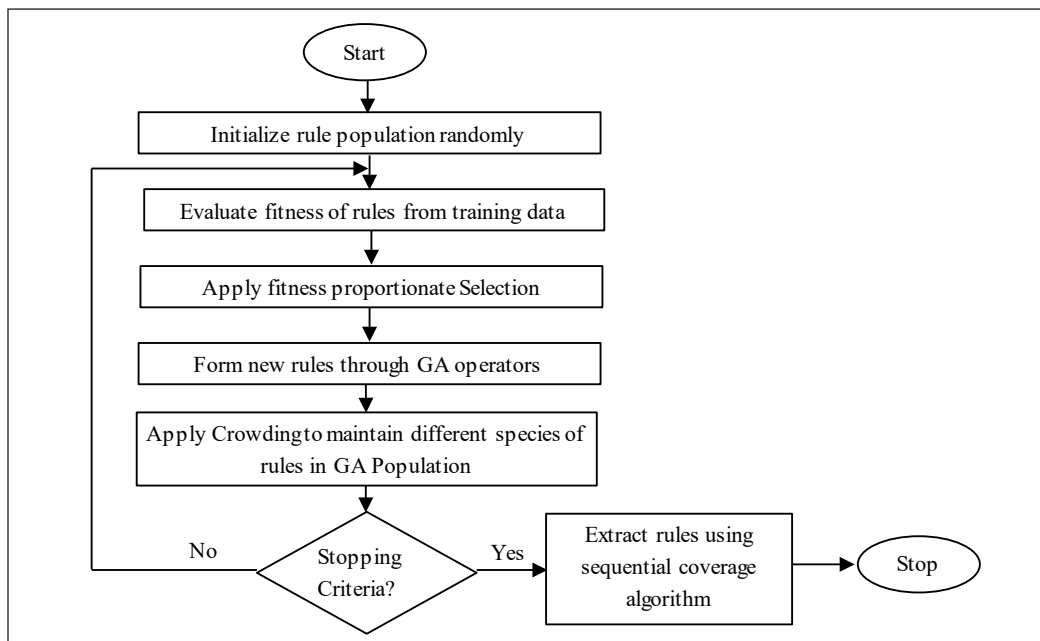 Start
Initialize rule population randomly
Evaluate fitness of rules from training data
Apply fitness proportionate Selection
Form new rules through GA operators
Apply Crowding to maintain different species of
rules in GA Population
Stopping
Criteria?
No
Yes
Extract rules using
sequential coverage
algorithm
Stop